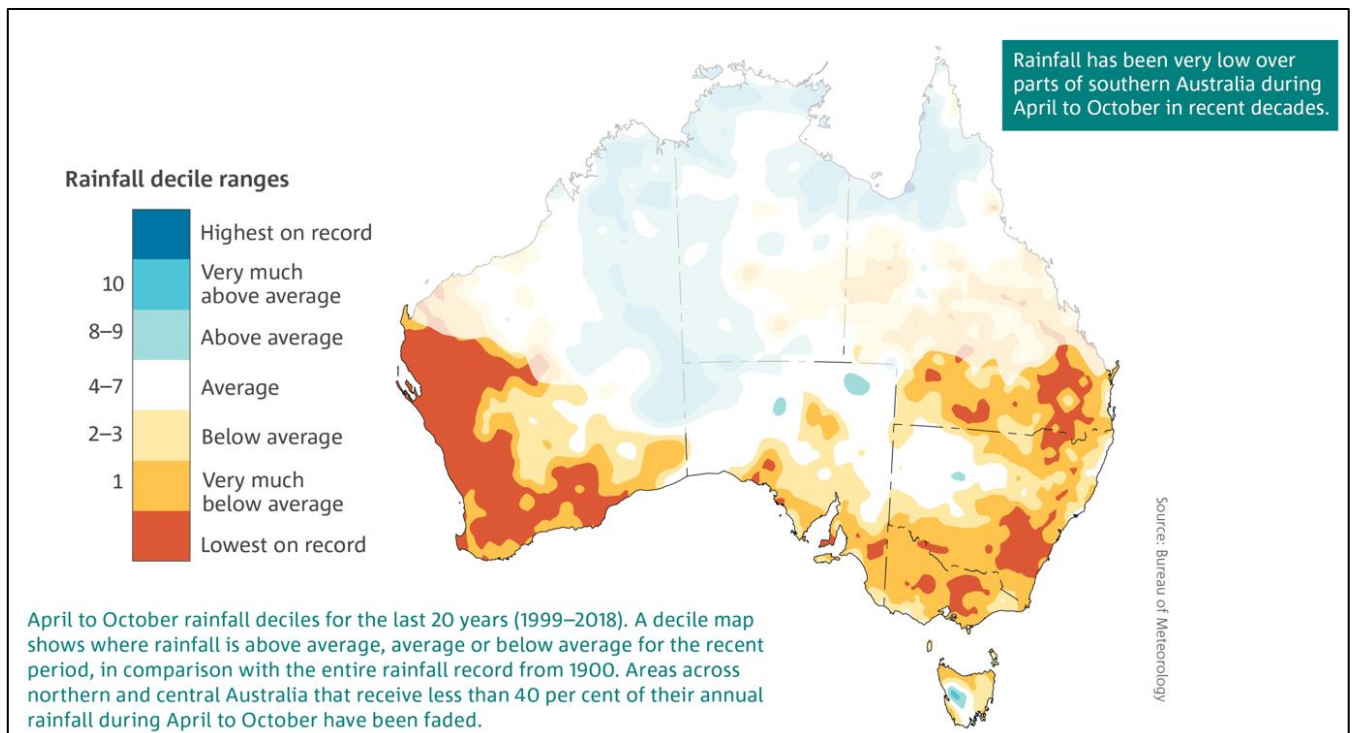 Rainfall has been very low over
parts of southern Australia during
April to October in recent decades.
Rainfall decile ranges
Highest on record
10 Very much
above average
8–9 Above average
4–7 Average
2–3 Below average
1 Very much
below average
Lowest on record
Source: Bureau of Meteorology
April to October rainfall deciles for the last 20 years (1999–2018). A decile map
shows where rainfall is above average, average or below average for the recent
period, in comparison with the entire rainfall record from 1900. Areas across
northern and central Australia that receive less than 40 per cent of their annual
rainfall during April to October have been faded.